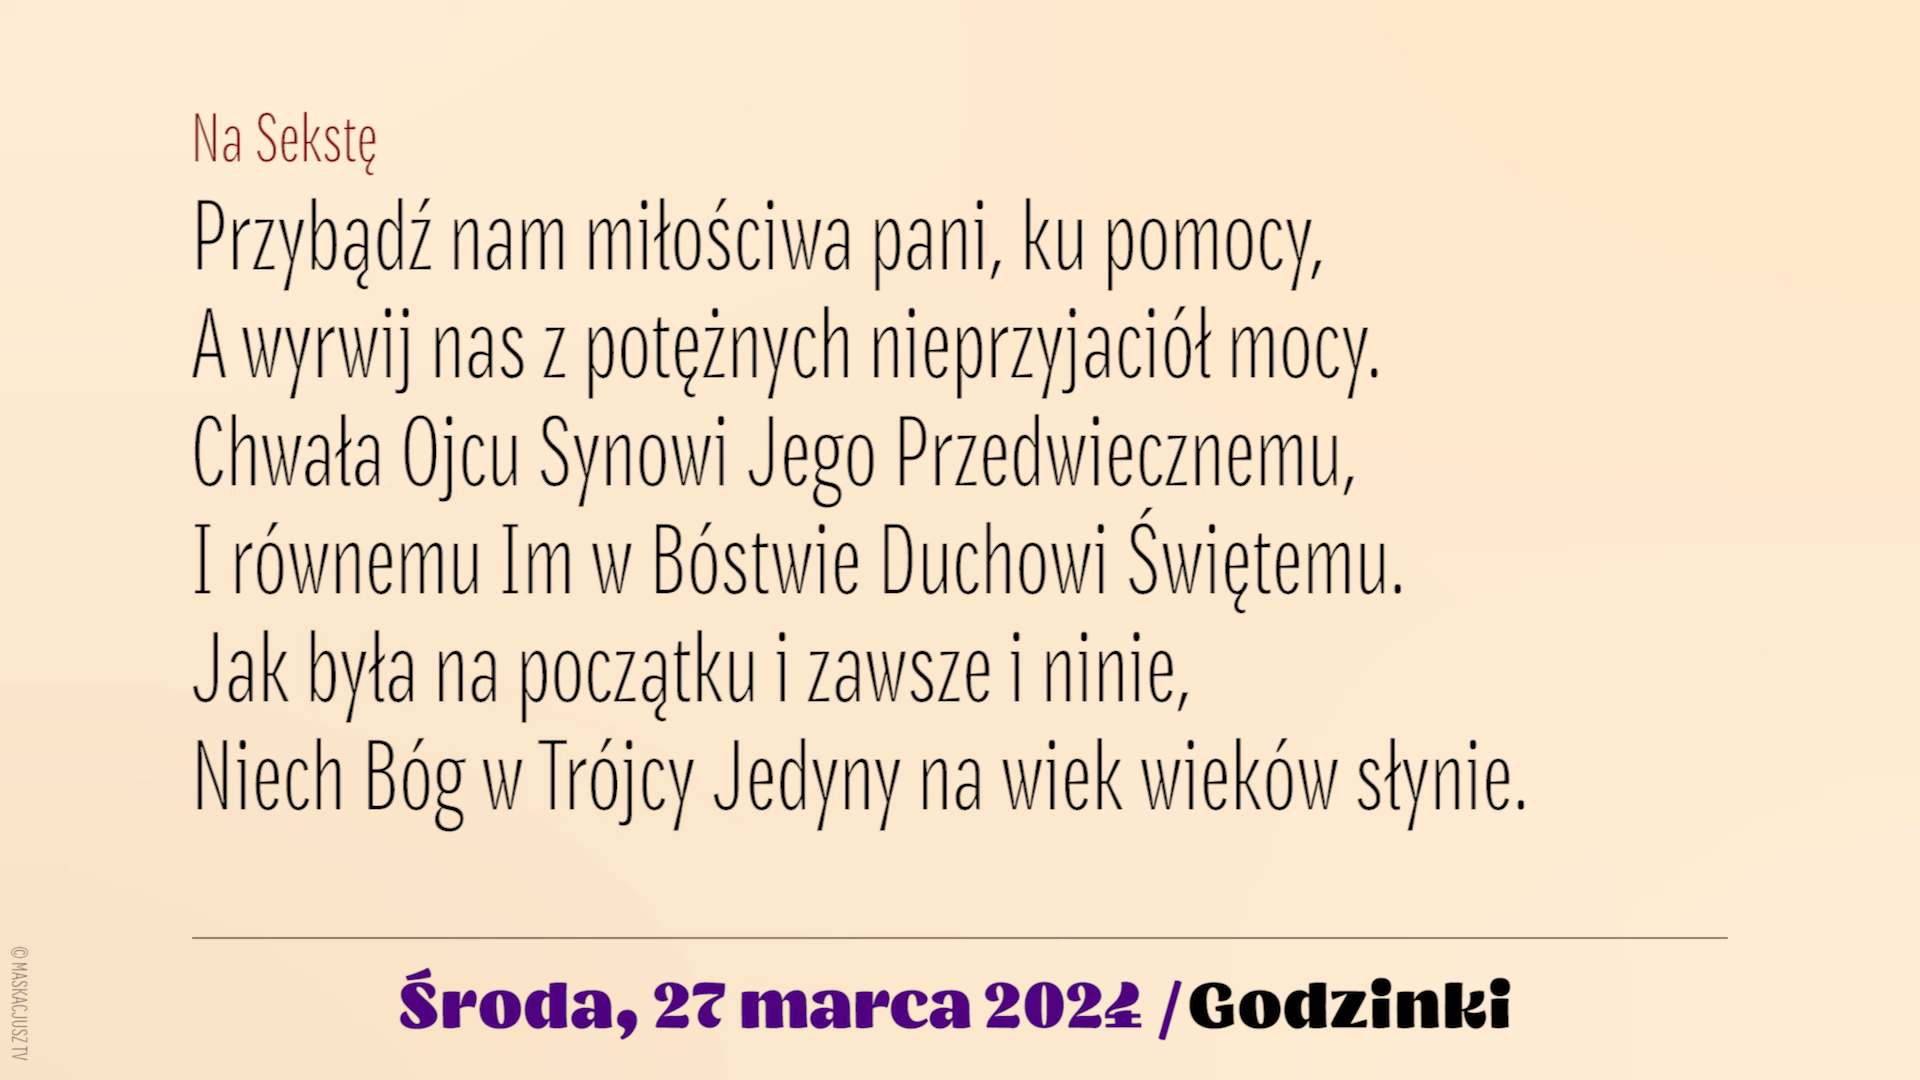 Na Sekstę
Przybądź nam miłościwa pani, ku pomocy,
A wyrwij nas z potężnych nieprzyjaciół mocy.
Chwała Ojcu Synowi Jego Przedwiecznemu,
I równemu Im w Bóstwie Duchowi Świętemu.
Jak była na początku i zawsze i ninie,
Niech Bóg w Trójcy Jedyny na wiek wieków słynie.
Środa, 27 marca 2024 /Godzinki
© MASKACJUSZ TV